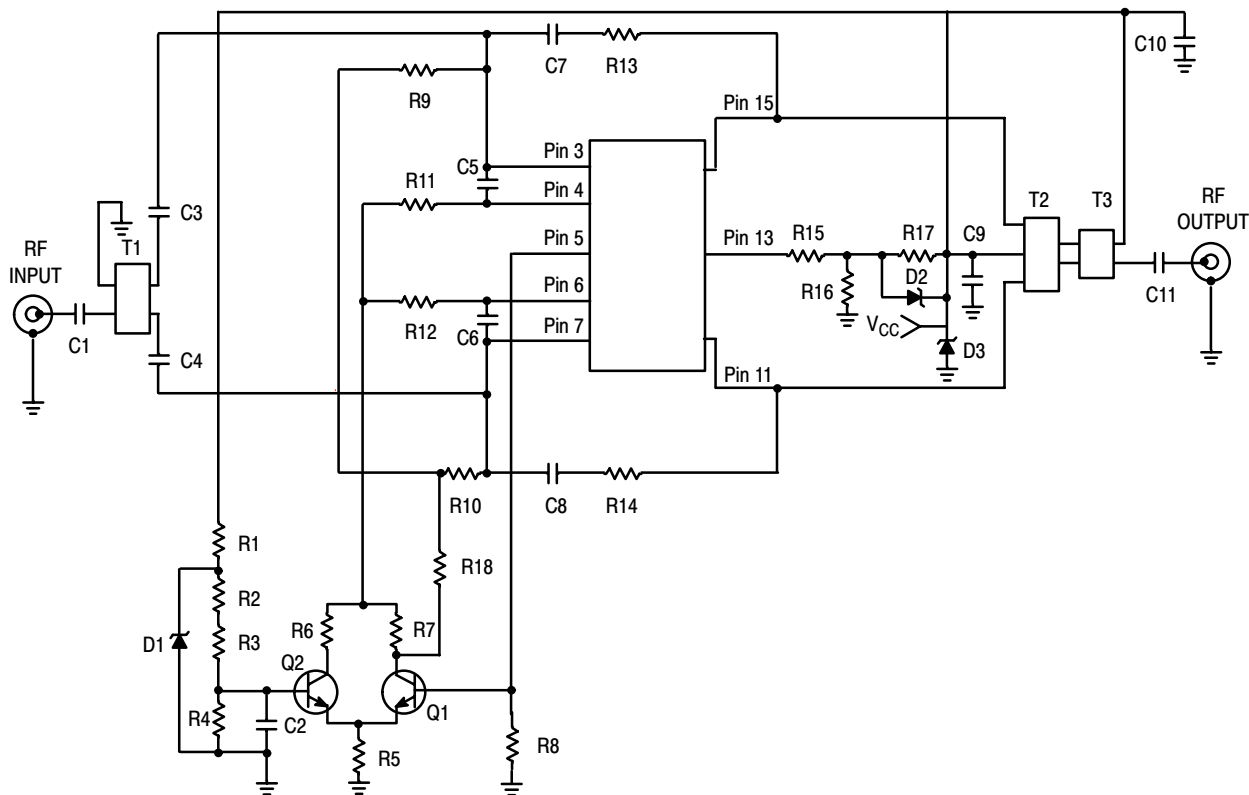 C10
C7
R13
R9
Pin 15
Pin 3
C5
R11
Pin 4
C3
T2
T3
RF
OUTPUT
RF
INPUT
T1
Pin 5
Pin 13
R15
R17
C9
D2
R16
Pin 6
R12
C6
Pin 7
VCC
D3
C11
C1
C4
Pin 11
R10
C8
R14
R1
R18
R2
R3
D1
R6
R7
Q2
Q1
R4
C2
R5
R8